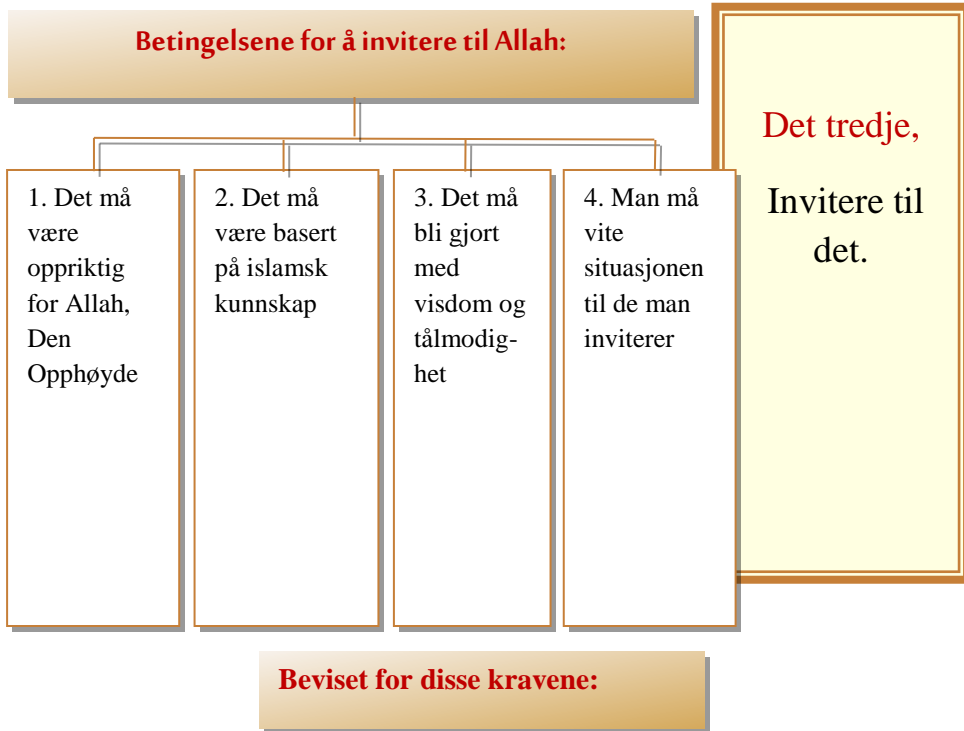 Betingelsene for å invitere til Allah:
Det tredje,
Invitere til
det.
1. Det må
være
oppriktig
for Allah,
Den
Opphøyde
2. Det må
være basert
på islamsk
kunnskap
3. Det må
bli gjort
med
visdom og
tålmodig-
het
4. Man må
vite
situasjonen
til de man
inviterer
Beviset for disse kravene: